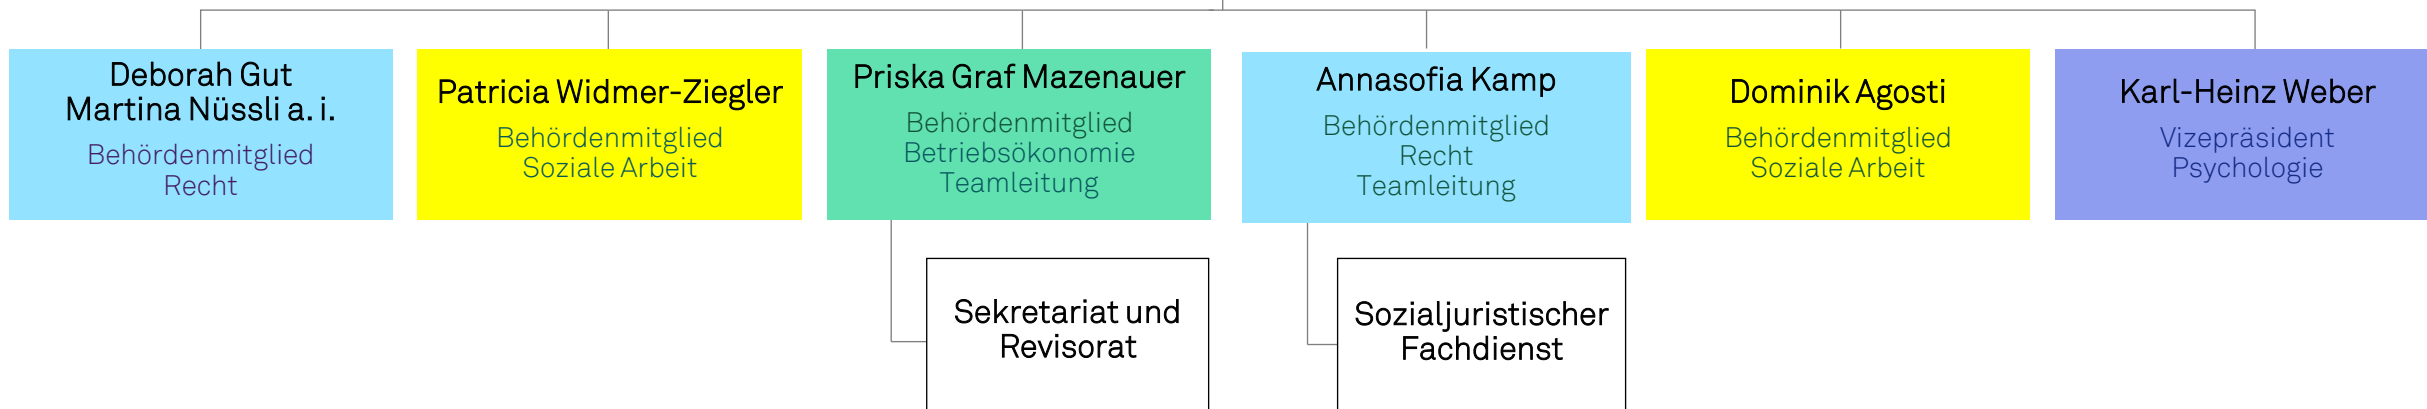 Deborah Gut
Martina Nüssli a. i.
Behördenmitglied
Recht
Patricia Widmer-Ziegler
Behördenmitglied
Soziale Arbeit
Priska Graf Mazenauer
Behördenmitglied
Betriebsökonomie
Teamleitung
Annasofia Kamp
Behördenmitglied
Recht
Teamleitung
Dominik Agosti
Behördenmitglied
Soziale Arbeit
Karl-Heinz Weber
Vizepräsident
Psychologie
Sekretariat und
Revisorat
Sozialjuristischer
Fachdienst